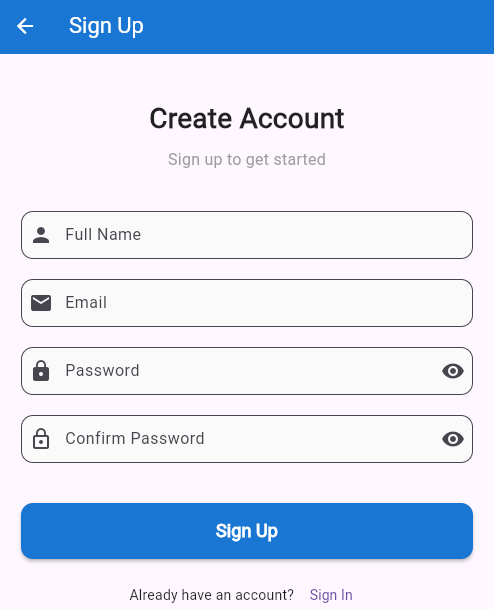 Sign Up
Create Account
Sign up to get started
Full Name
Email
Password
Confirm Password
Sign Up
Already have an account? Sign In